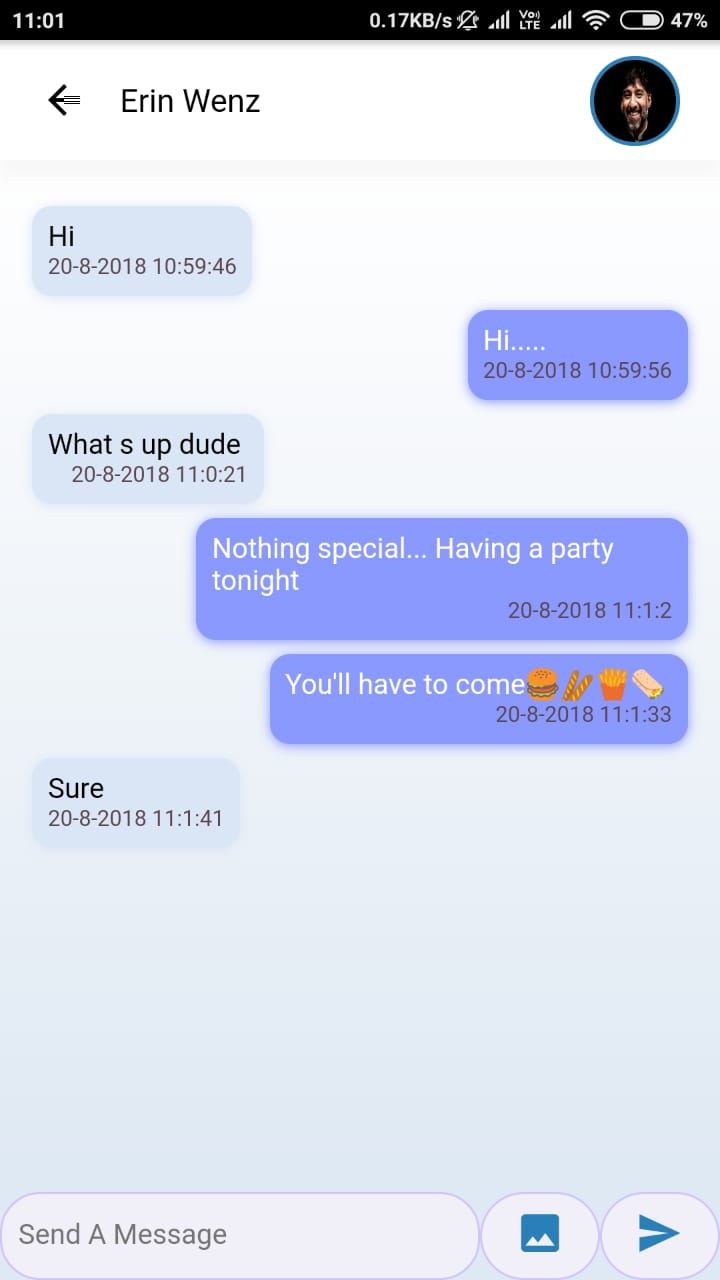 11:01 0.17KB/s Vo) LTE 47%
Erin Wenz
Hi
20-8-2018 10:59:46
Hi.....
20-8-2018 10:59:56
What s up dude
20-8-2018 11:0:21
Nothing special... Having a party
tonight
20-8-2018 11:1:2
You'll have to come🍔🥖🍟🌯
20-8-2018 11:1:33
Sure
20-8-2018 11:1:41
Send A Message